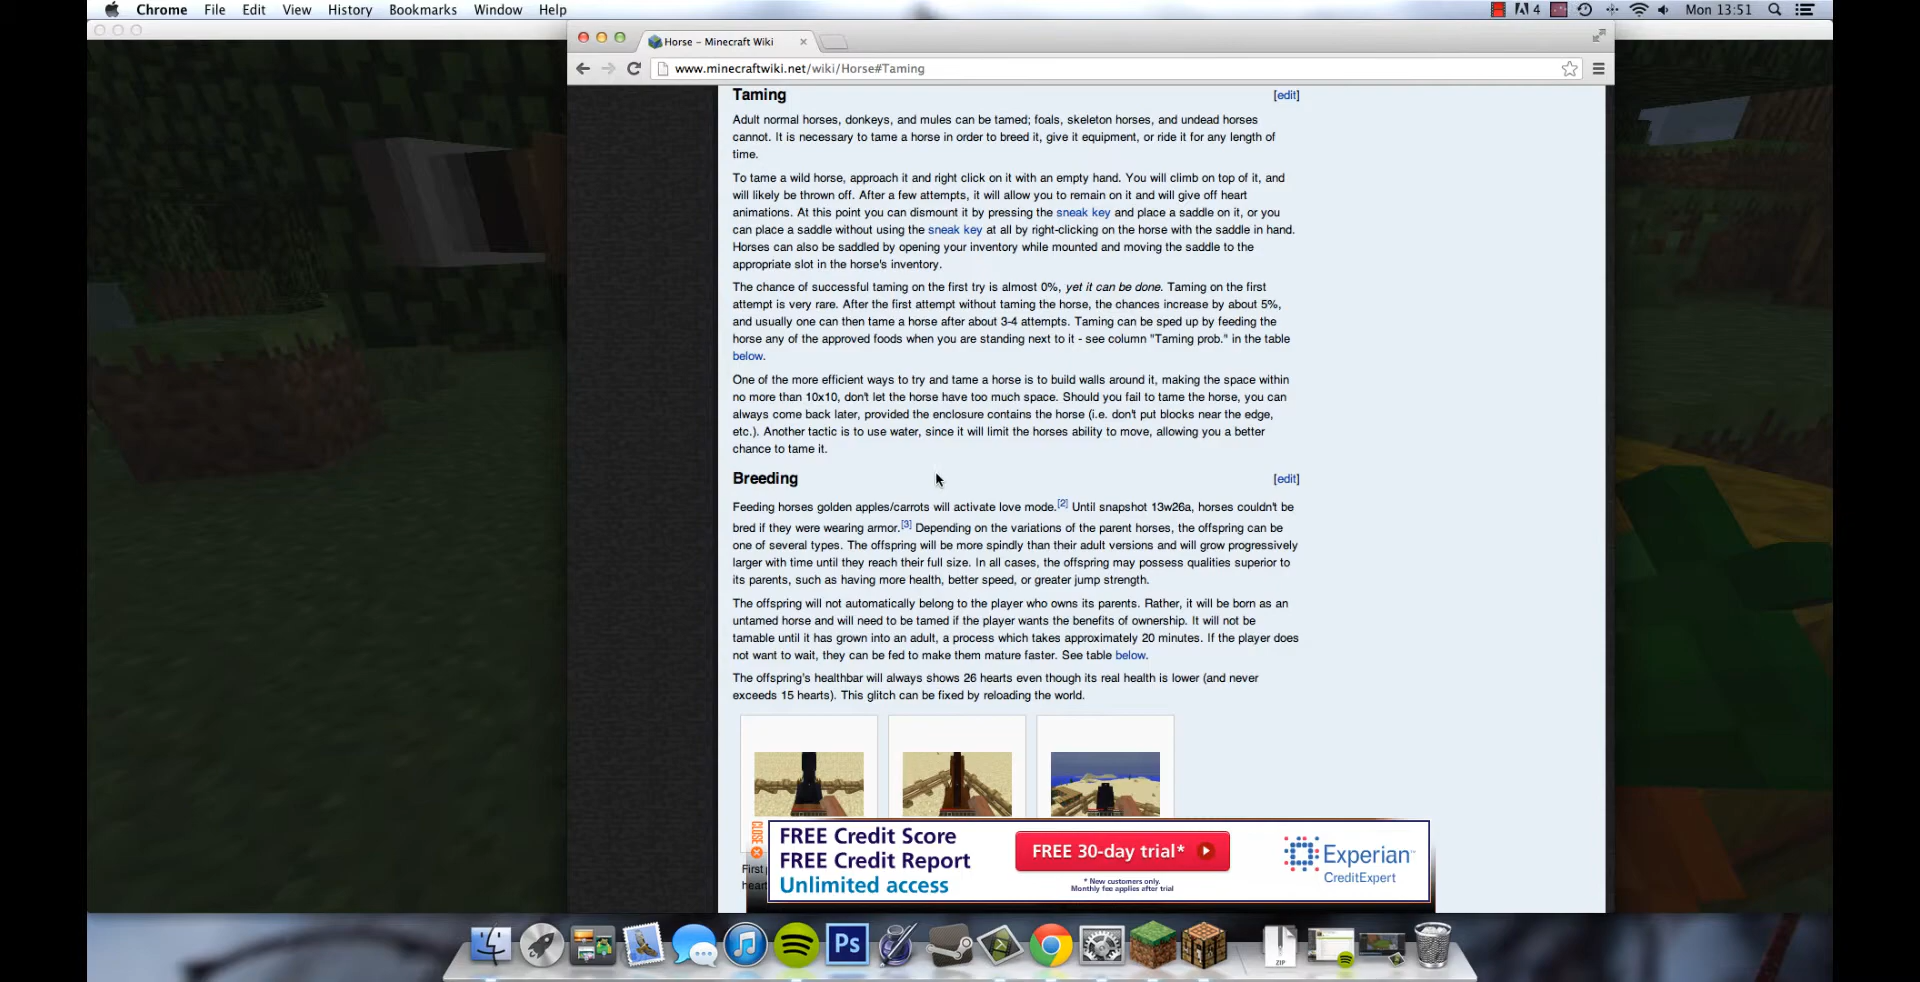 Chrome File Edit View History Bookmarks Window Help 4 Mon 13:51
Horse – Minecraft Wiki
www.minecraftwiki.net/wiki/Horse#Taming
Taming [edit]
Adult normal horses, donkeys, and mules can be tamed; foals, skeleton horses, and undead horses
cannot. It is necessary to tame a horse in order to breed it, give it equipment, or ride it for any length of
time.
To tame a wild horse, approach it and right click on it with an empty hand. You will climb on top of it, and
will likely be thrown off. After a few attempts, it will allow you to remain on it and will give off heart
animations. At this point you can dismount it by pressing the sneak key and place a saddle on it, or you
can place a saddle without using the sneak key at all by right-clicking on the horse with the saddle in hand.
Horses can also be saddled by opening your inventory while mounted and moving the saddle to the
appropriate slot in the horse's inventory.
The chance of successful taming on the first try is almost 0%, yet it can be done. Taming on the first
attempt is very rare. After the first attempt without taming the horse, the chances increase by about 5%,
and usually one can then tame a horse after about 3-4 attempts. Taming can be sped up by feeding the
horse any of the approved foods when you are standing next to it - see column "Taming prob." in the table
below.
One of the more efficient ways to try and tame a horse is to build walls around it, making the space within
no more than 10x10, don't let the horse have too much space. Should you fail to tame the horse, you can
always come back later, provided the enclosure contains the horse (i.e. don't put blocks near the edge,
etc.). Another tactic is to use water, since it will limit the horses ability to move, allowing you a better
chance to tame it.
Breeding [edit]
Feeding horses golden apples/carrots will activate love mode.[2] Until snapshot 13w26a, horses couldn't be
bred if they were wearing armor.[3] Depending on the variations of the parent horses, the offspring can be
one of several types. The offspring will be more spindly than their adult versions and will grow progressively
larger with time until they reach their full size. In all cases, the offspring may possess qualities superior to
its parents, such as having more health, better speed, or greater jump strength.
The offspring will not automatically belong to the player who owns its parents. Rather, it will be born as an
untamed horse and will need to be tamed if the player wants the benefits of ownership. It will not be
tamable until it has grown into an adult, a process which takes approximately 20 minutes. If the player does
not want to wait, they can be fed to make them mature faster. See table below.
The offspring's healthbar will always shows 26 hearts even though its real health is lower (and never
exceeds 15 hearts). This glitch can be fixed by reloading the world.
First
heart
CLOSE
FREE Credit Score
FREE Credit Report
Unlimited access
FREE 30-day trial*
* New customers only.
Monthly fee applies after trial
Experian
CreditExpert
Ps
ZIP